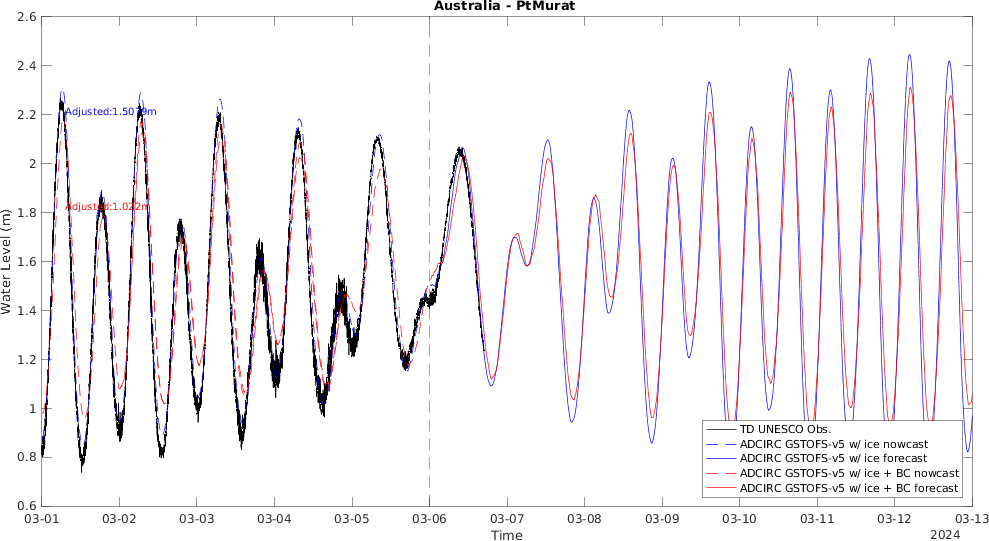 Australia - PtMurat
Water Level (m)
2.6
2.4
2.2
2
1.8
1.6
1.4
1.2
1
0.8
0.6
Adjusted:1.5079m
Adjusted:1.022m
TD UNESCO Obs.
ADCIRC GSTOFS-v5 w/ ice nowcast
ADCIRC GSTOFS-v5 w/ ice forecast
ADCIRC GSTOFS-v5 w/ ice + BC nowcast
ADCIRC GSTOFS-v5 w/ ice + BC forecast
03-01 03-02 03-03 03-04 03-05 03-06 03-07 03-08 03-09 03-10 03-11 03-12 03-13
Time
2024